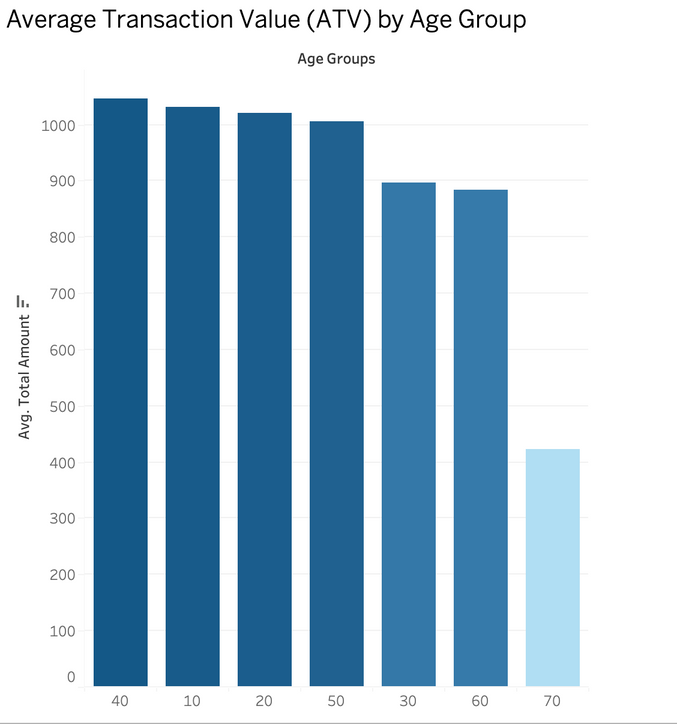 Average Transaction Value (ATV) by Age Group
Age Groups
Avg. Total Amount
1000
900
800
700
600
500
400
300
200
100
0
40 10 20 50 30 60 70